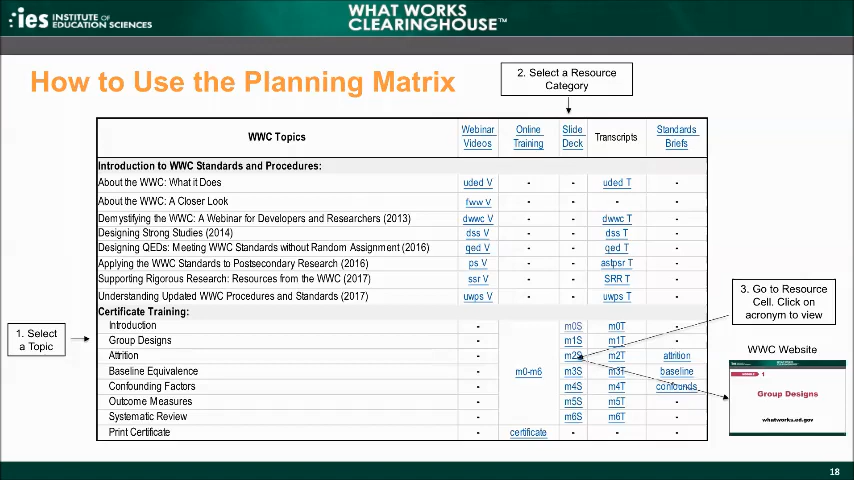 ies INSTITUTE OF EDUCATION SCIENCES
WHAT WORKS CLEARINGHOUSE™
How to Use the Planning Matrix
2. Select a Resource Category
WWC Topics Webinar Videos Online Training Slide Deck Transcripts Standards Briefs
Introduction to WWC Standards and Procedures:
About the WWC: What it Does uded V - - uded T -
About the WWC: A Closer Look fww V - - - -
Demystifying the WWC: A Webinar for Developers and Researchers (2013) dwwc V - - dwwc T -
Designing Strong Studies (2014) dss V - - dss T -
Designing QEDs: Meeting WWC Standards without Random Assignment (2016) qed V - - qed T -
Applying the WWC Standards to Postsecondary Research (2016) ps V - - astpsr T -
Supporting Rigorous Research: Resources from the WWC (2017) ssr V - - SRR T -
Understanding Updated WWC Procedures and Standards (2017) uwps V - - uwps T -
Certificate Training:
Introduction - m0S m0T -
Group Designs - m1S m1T -
Attrition - m2S m2T attrition
Baseline Equivalence - m0-m6 m3S m3T baseline
Confounding Factors - m4S m4T confounds
Outcome Measures - m5S m5T -
Systematic Review - m6S m6T -
Print Certificate - certificate - - -
1. Select a Topic
3. Go to Resource Cell. Click on acronym to view
WWC Website
1
Group Designs
whatworks.ed.gov
18